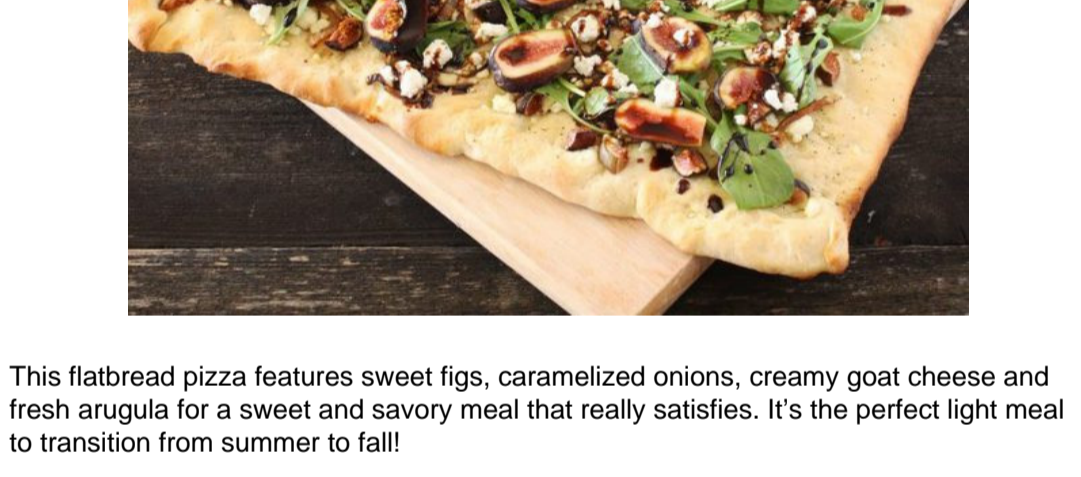 This flatbread pizza features sweet figs, caramelized onions, creamy goat cheese and
fresh arugula for a sweet and savory meal that really satisfies. It’s the perfect light meal
to transition from summer to fall!